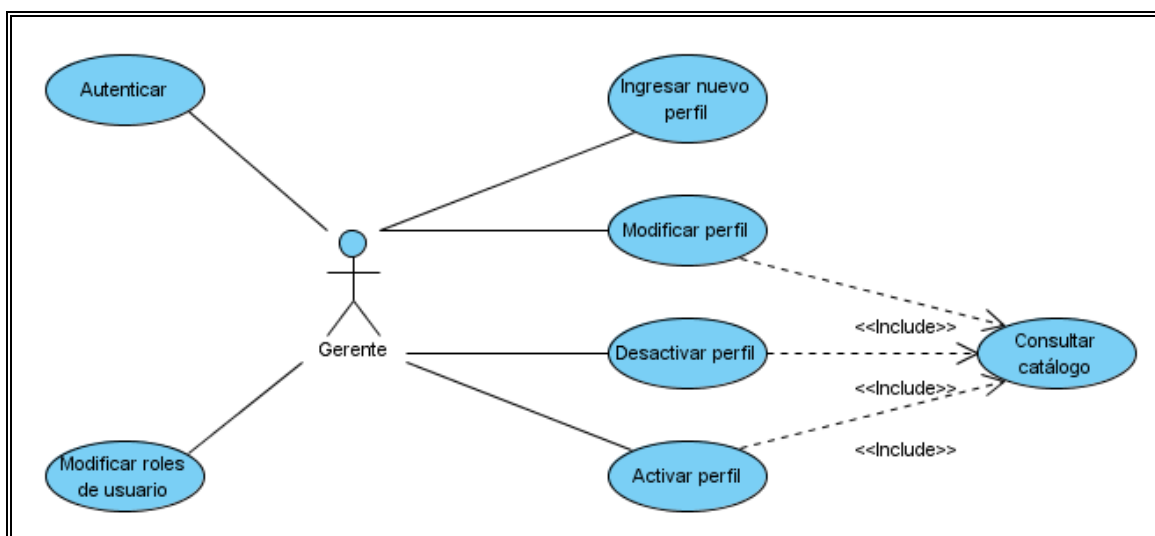 Autenticar
Ingresar nuevo
perfil
Modificar perfil
<<Include>>
Gerente
Desactivar perfil
Consultar
catálogo
<<Include>>
Modificar roles
de usuario
Activar perfil
<<Include>>